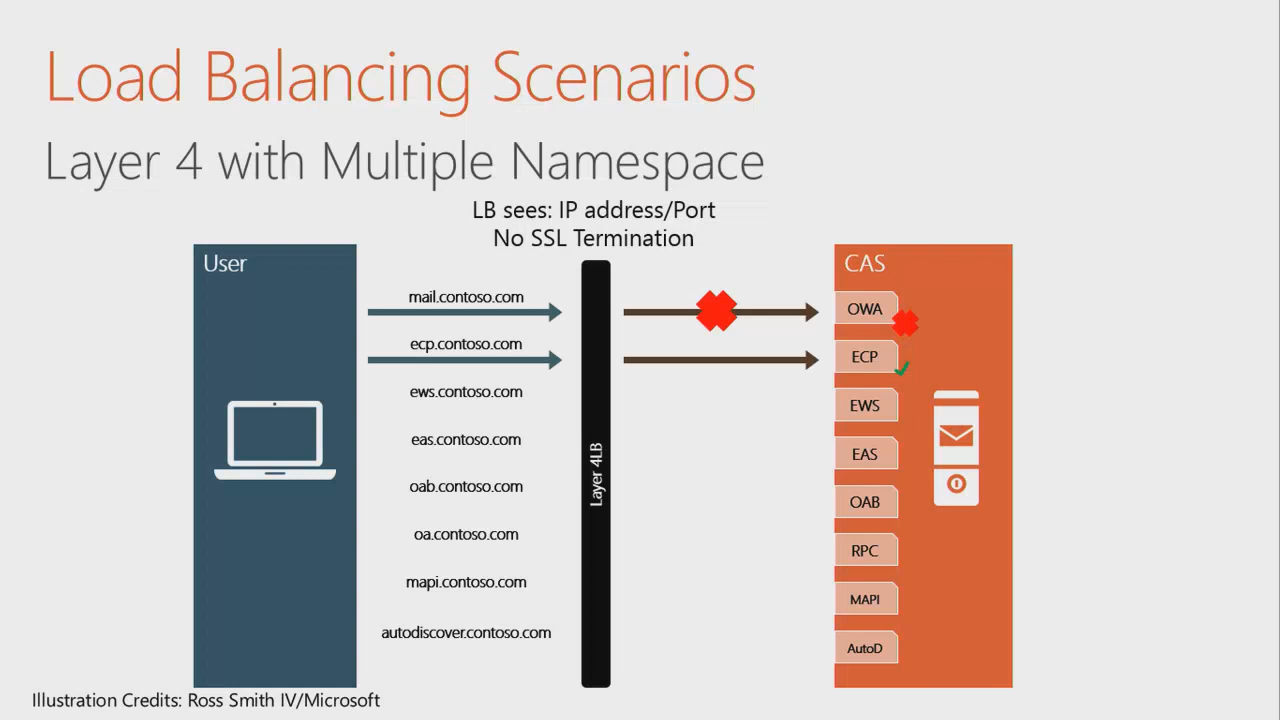 Load Balancing Scenarios
Layer 4 with Multiple Namespace
LB sees: IP address/Port
No SSL Termination
User
mail.contoso.com
ecp.contoso.com
ews.contoso.com
eas.contoso.com
oab.contoso.com
oa.contoso.com
mapi.contoso.com
autodiscover.contoso.com
Layer 4LB
CAS
OWA
ECP
EWS
EAS
OAB
RPC
MAPI
AutoD
Illustration Credits: Ross Smith IV/Microsoft